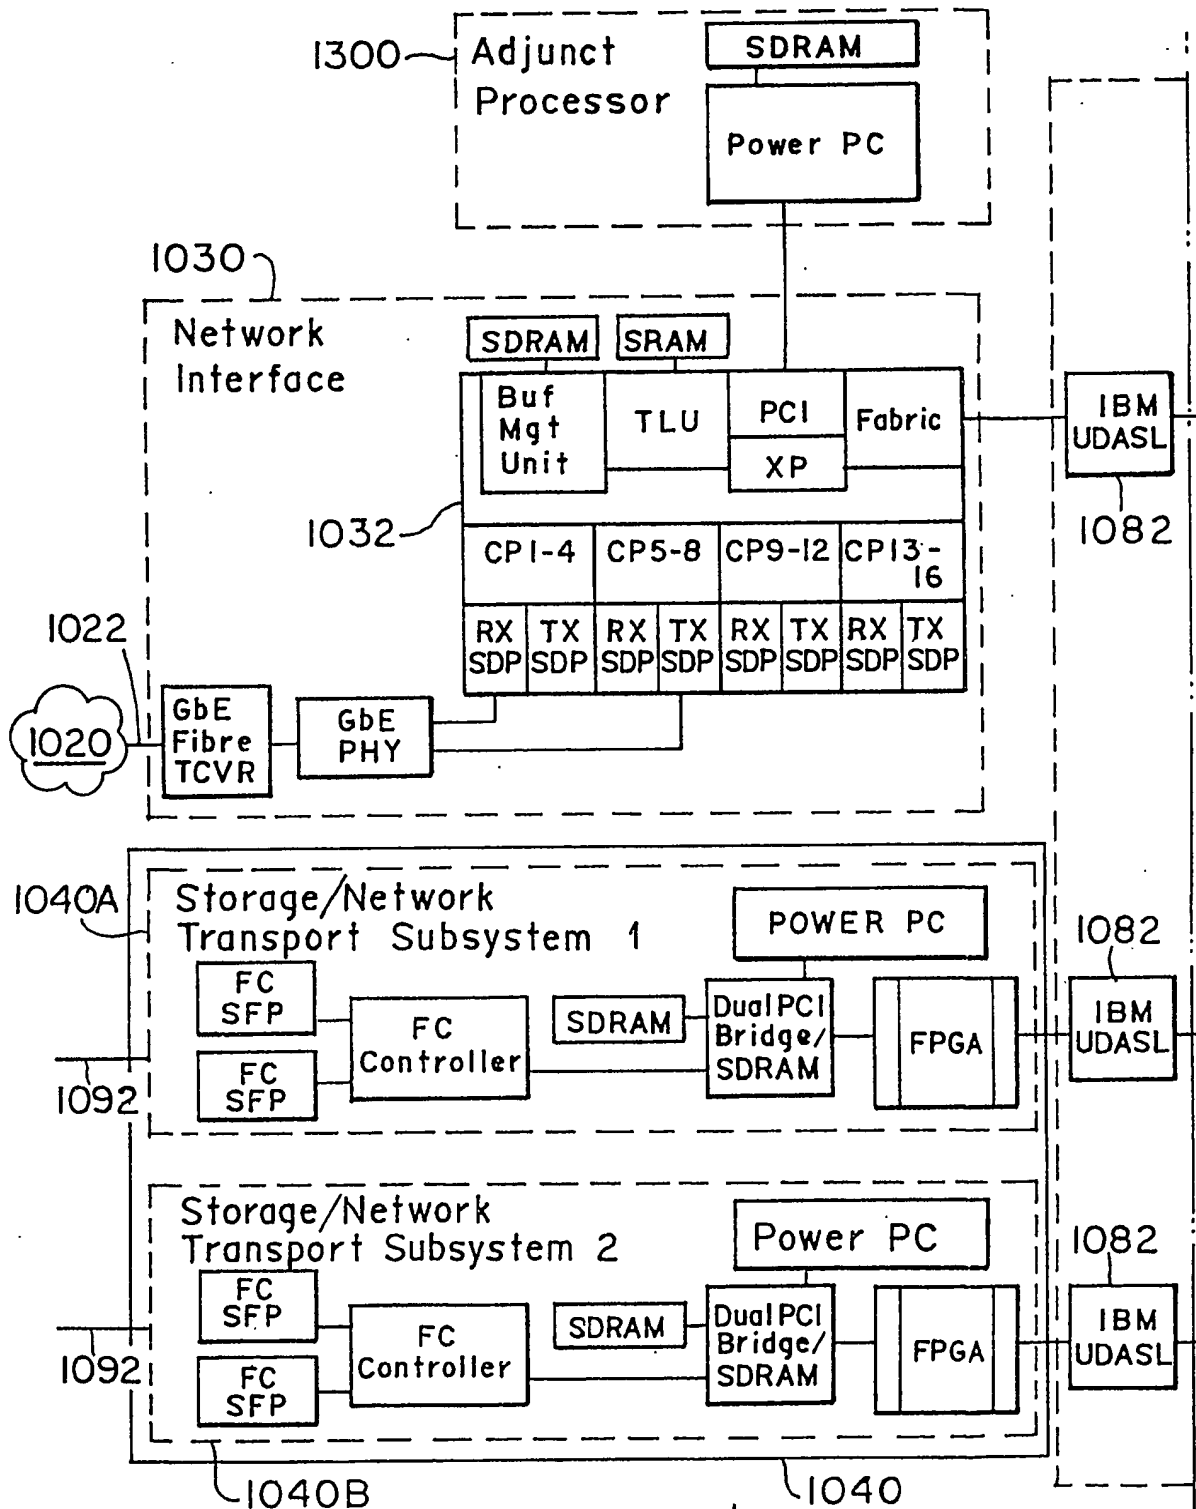 1300
Adjunct
Processor
SDRAM
Power PC
1030
Network
Interface
SDRAM
SRAM
Buf
Mgt
Unit
TLU
PCI
XP
Fabric
IBM
UDASL
1082
1032
CP1-4
CP5-8
CP9-12
CP13-
16
RX
SDP
TX
SDP
RX
SDP
TX
SDP
RX
SDP
TX
SDP
RX
SDP
TX
SDP
1022
1020
GbE
Fibre
TCVR
GbE
PHY
1040A
Storage/Network
Transport Subsystem 1
POWER PC
FC
SFP
FC
SFP
FC
Controller
SDRAM
Dual PCI
Bridge/
SDRAM
FPGA
1082
IBM
UDASL
1092
Storage/Network
Transport Subsystem 2
Power PC
FC
SFP
FC
SFP
FC
Controller
SDRAM
Dual PCI
Bridge/
SDRAM
FPGA
1082
IBM
UDASL
1092
1040B
1040